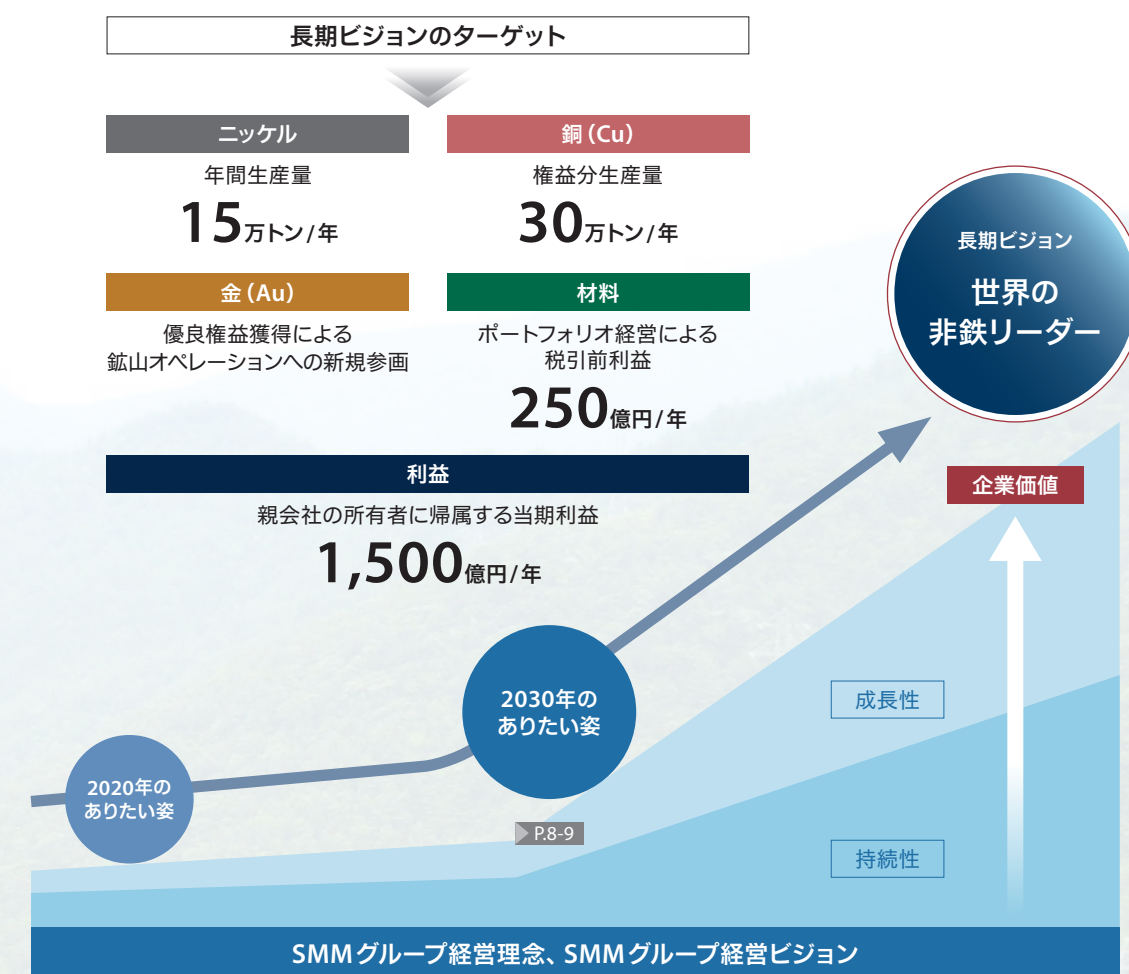 長期ビジョンのターゲット
ニッケル
年間生産量
15万トン/年
銅(Cu)
権益分生産量
30万トン/年
金(Au)
優良権益獲得による
鉱山オペレーションへの新規参画
材料
ポートフォリオ経営による
税引前利益
250億円/年
利益
親会社の所有者に帰属する当期利益
1,500億円/年
長期ビジョン
世界の
非鉄リーダー
企業価値
2030年の
ありたい姿
成長性
2020年の
ありたい姿
P.8-9
持続性
SMMグループ経営理念、SMMグループ経営ビジョン